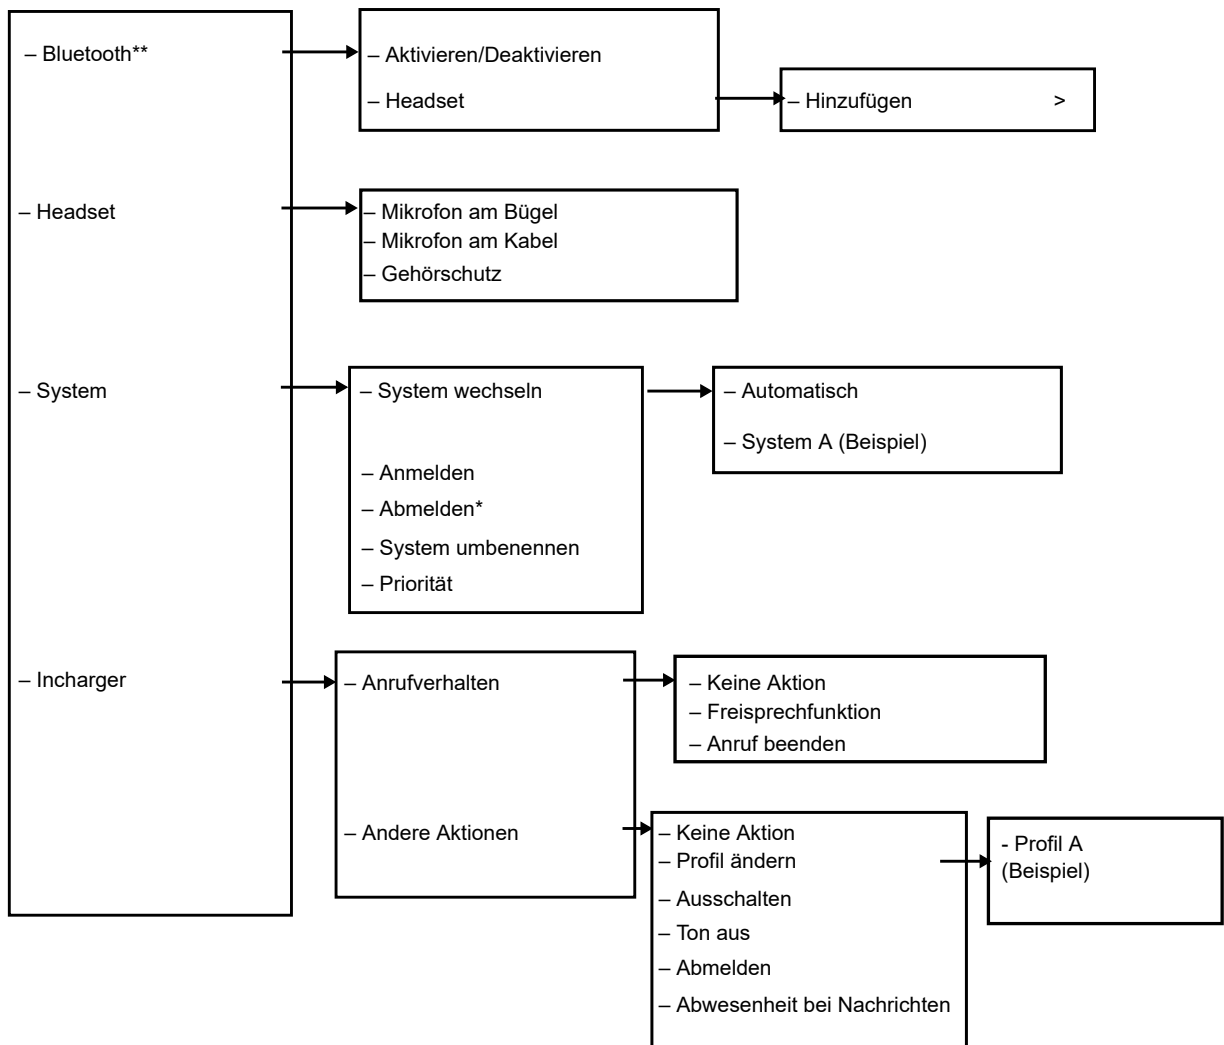 – Bluetooth**
– Aktivieren/Deaktivieren
– Headset
– Hinzufügen >
– Headset
– Mikrofon am Bügel
– Mikrofon am Kabel
– Gehörschutz
– System
– System wechseln
– Anmelden
– Abmelden*
– System umbenennen
– Priorität
– Automatisch
– System A (Beispiel)
– Incharger
– Anrufverhalten
– Keine Aktion
– Freisprechfunktion
– Anruf beenden
– Andere Aktionen
– Keine Aktion
– Profil ändern
– Ausschalten
– Ton aus
– Abmelden
– Abwesenheit bei Nachrichten
- Profil A
(Beispiel)